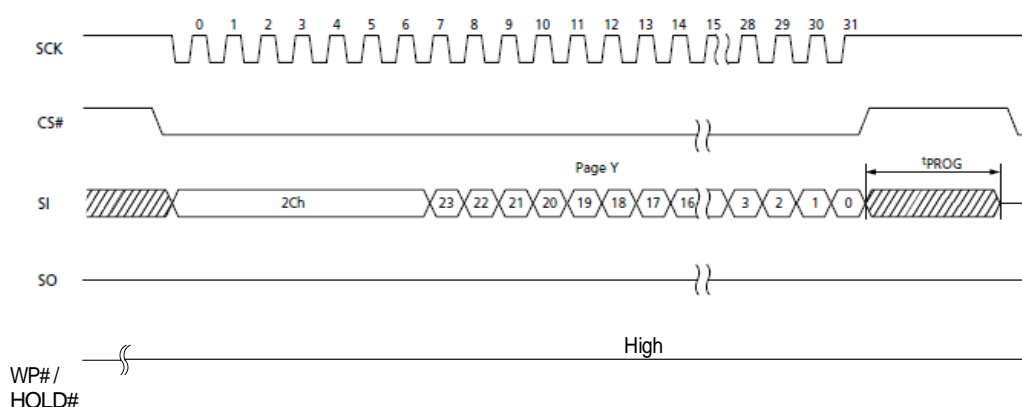 0 1 2 3 4 5 6 7 8 9 10 11 12 13 14 15 28 29 30 31
SCK
CS#
Page Y
tPROG
SI
2Ch 23 22 21 20 19 18 17 16 3 2 1 0
SO
High
WP# /
HOLD#